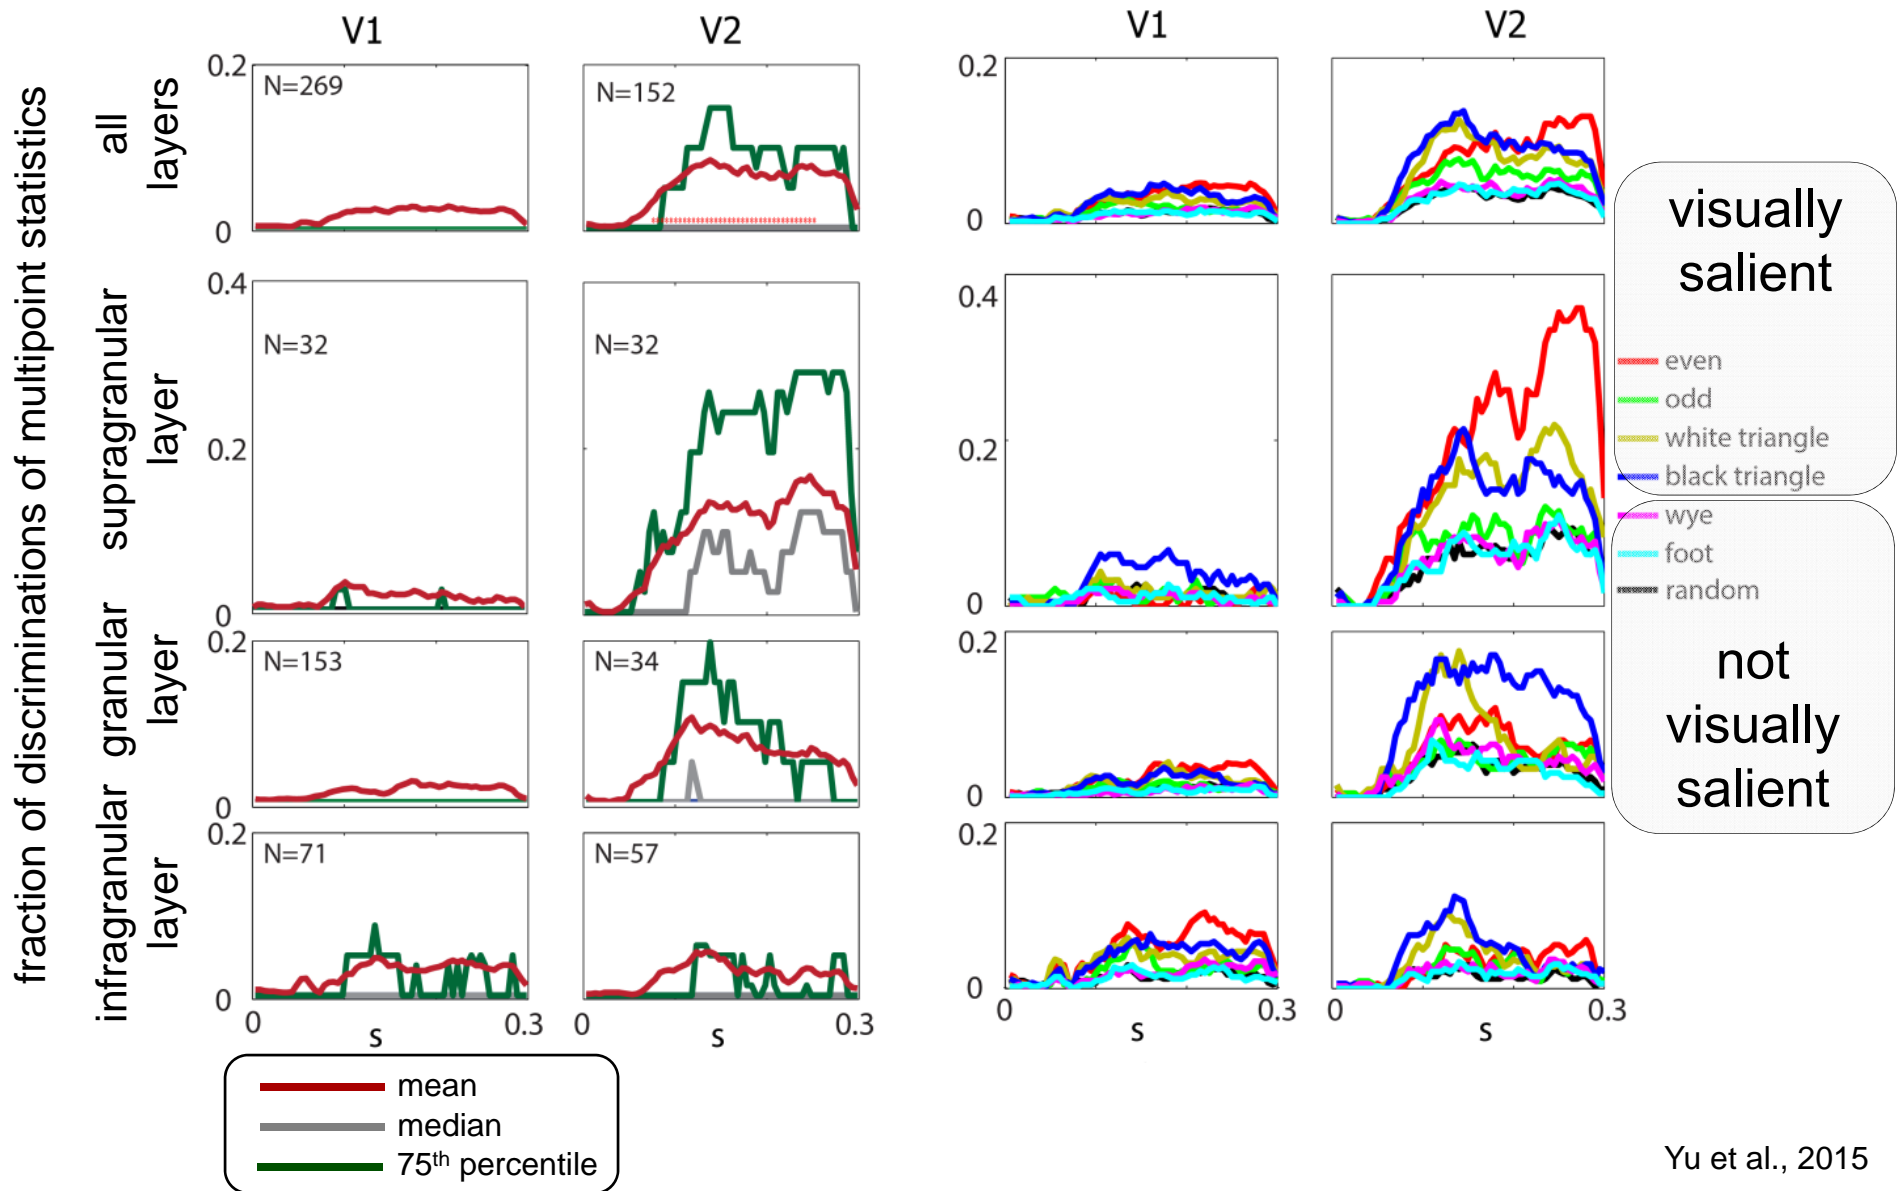 V1
V2
V1
V2
fraction of discriminations of multipoint statistics
all
layers
0.2
N=269
0
N=152
0.2
0
supragranular
layer
0.4
N=32
0.2
0
N=32
0.4
0.2
0
granular
layer
0.2
N=153
0
N=34
0.2
0
infragranular
layer
0.2
N=71
0
N=57
0.2
0
0
s
0.3
0
s
0.3
0
s
0.3
0
s
0.3
visually
salient
even
odd
white triangle
black triangle
wye
foot
random
not
visually
salient
mean
median
75th percentile
Yu et al., 2015